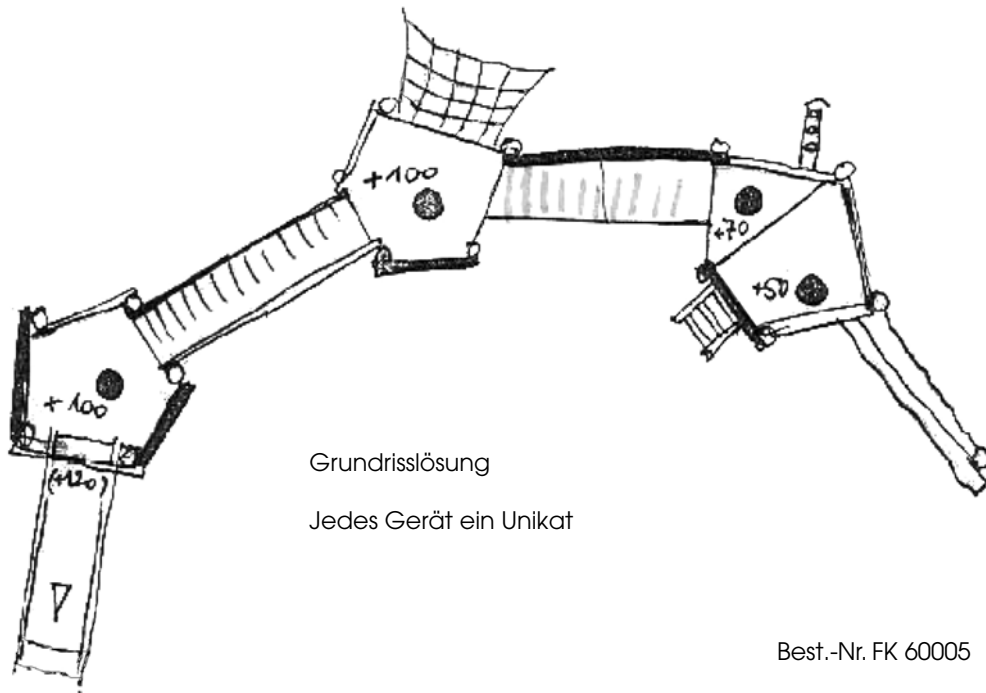 +100
+70
+50
+100
(+120)
Grundrisslösung
Jedes Gerät ein Unikat
Best.-Nr. FK 60005